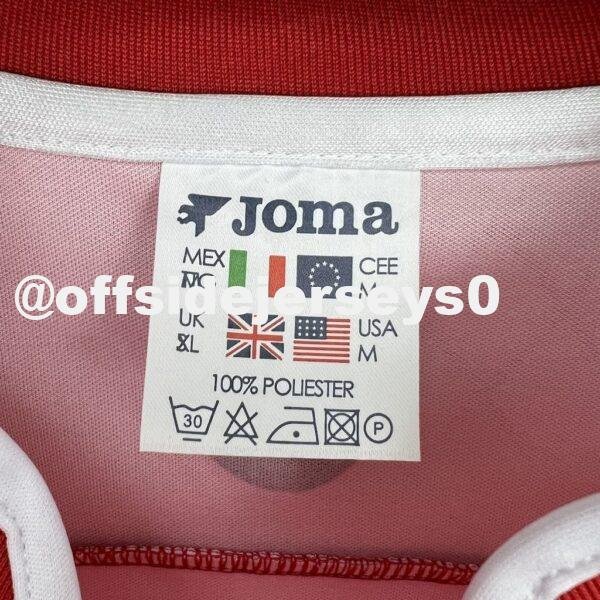 Joma
MEX
CEE
@offsidejerseys0
M
UK
USA
XL
M
100% POLIESTER
30
P